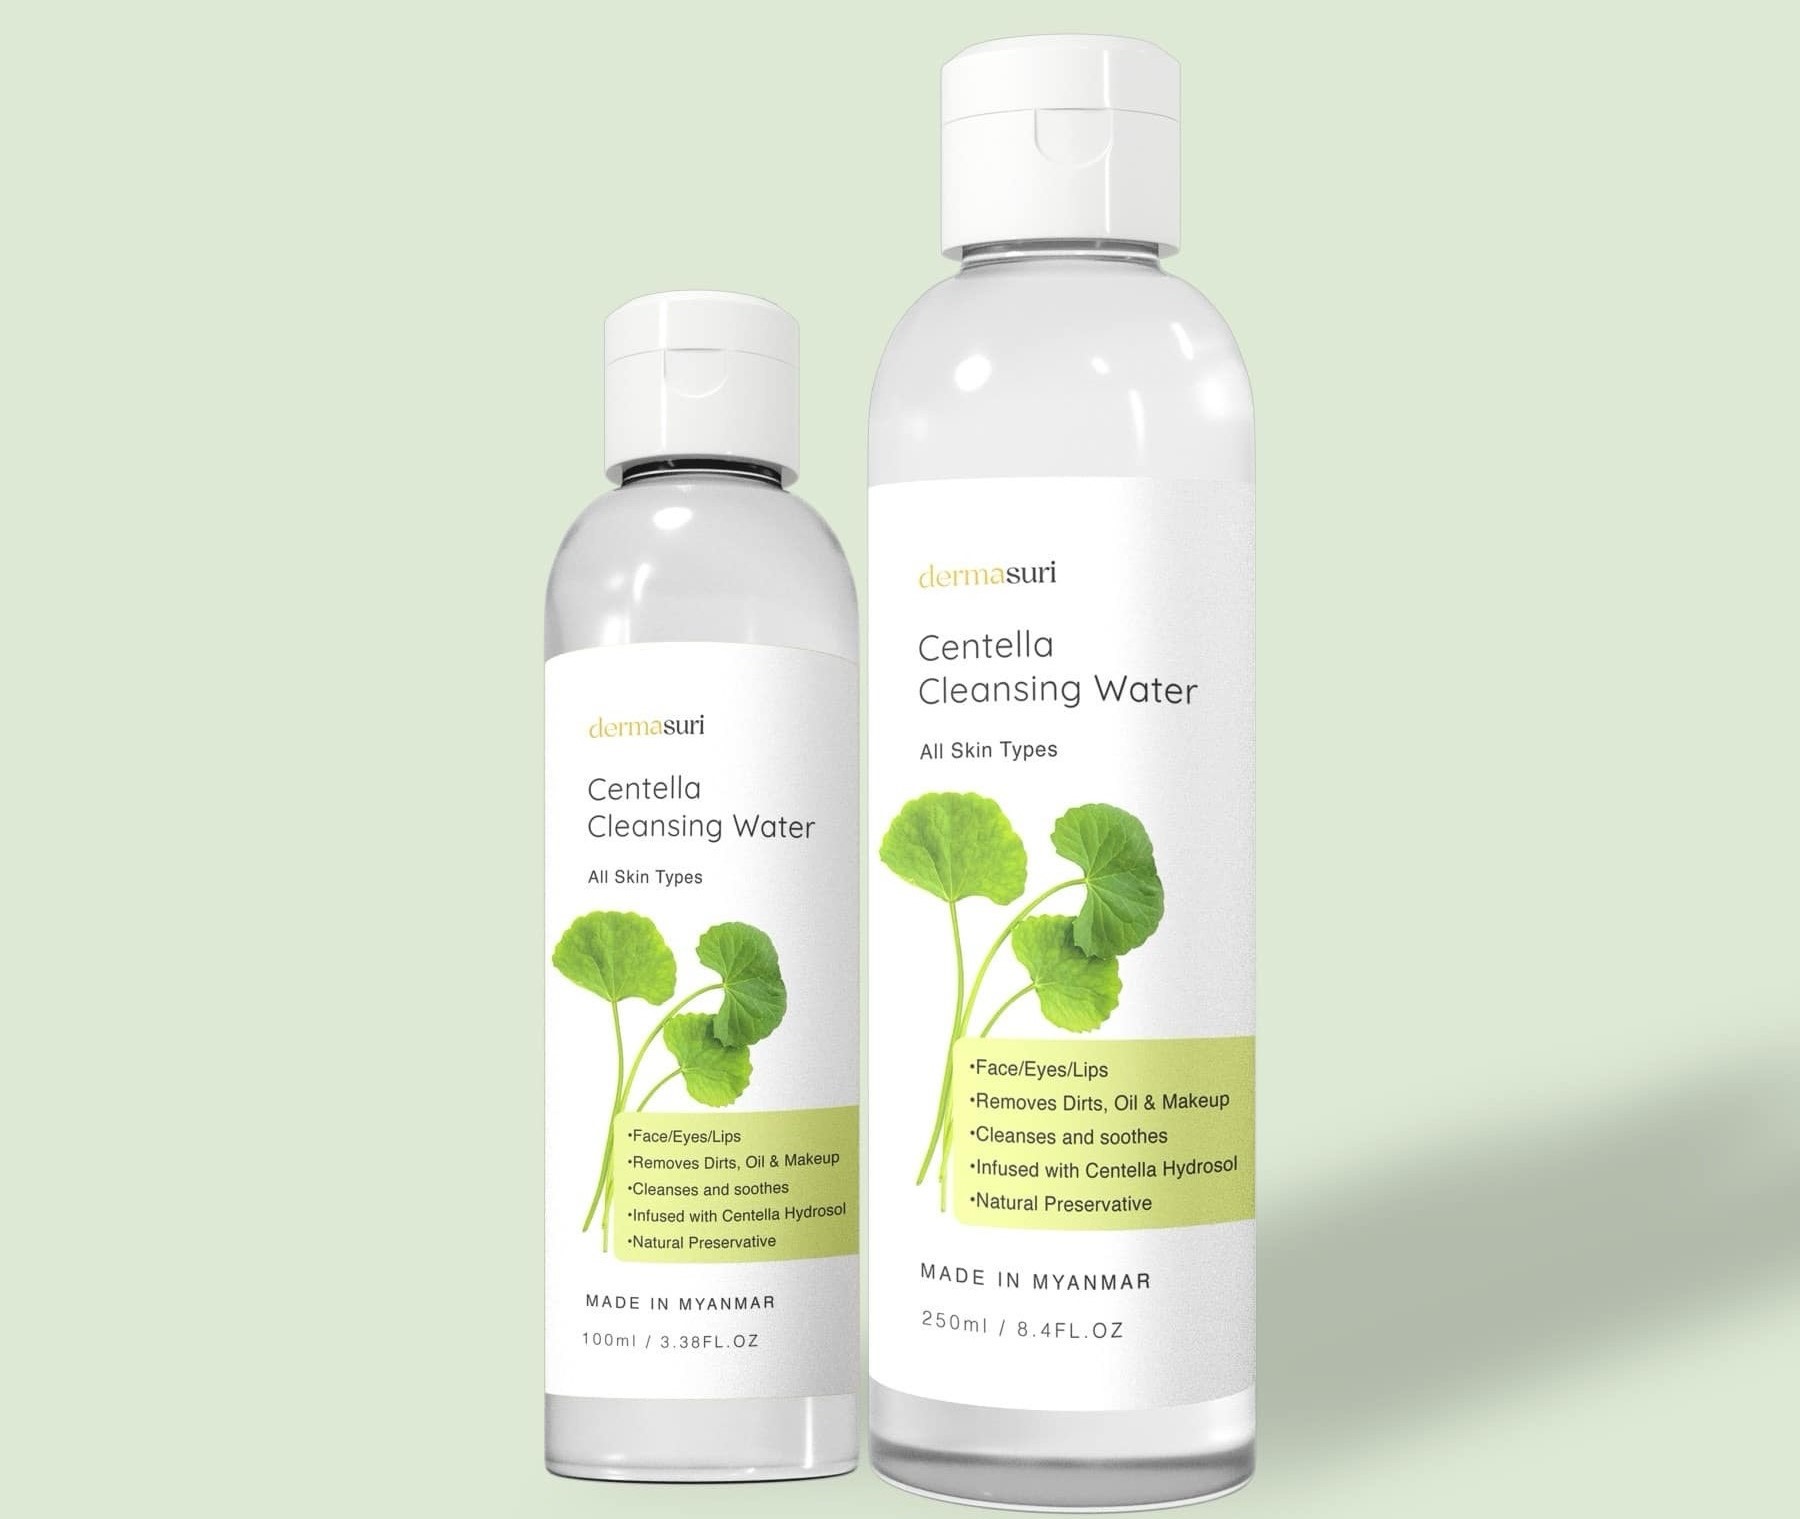 dermasuri
Centella
Cleansing Water
All Skin Types
•Face/Eyes/Lips
•Removes Dirts, Oil & Makeup
•Cleanses and soothes
•Infused with Centella Hydrosol
•Natural Preservative
MADE IN MYANMAR
100ml / 3.38FL.OZ
dermasuri
Centella
Cleansing Water
All Skin Types
•Face/Eyes/Lips
•Removes Dirts, Oil & Makeup
•Cleanses and soothes
•Infused with Centella Hydrosol
•Natural Preservative
MADE IN MYANMAR
250ml / 8.4FL.OZ